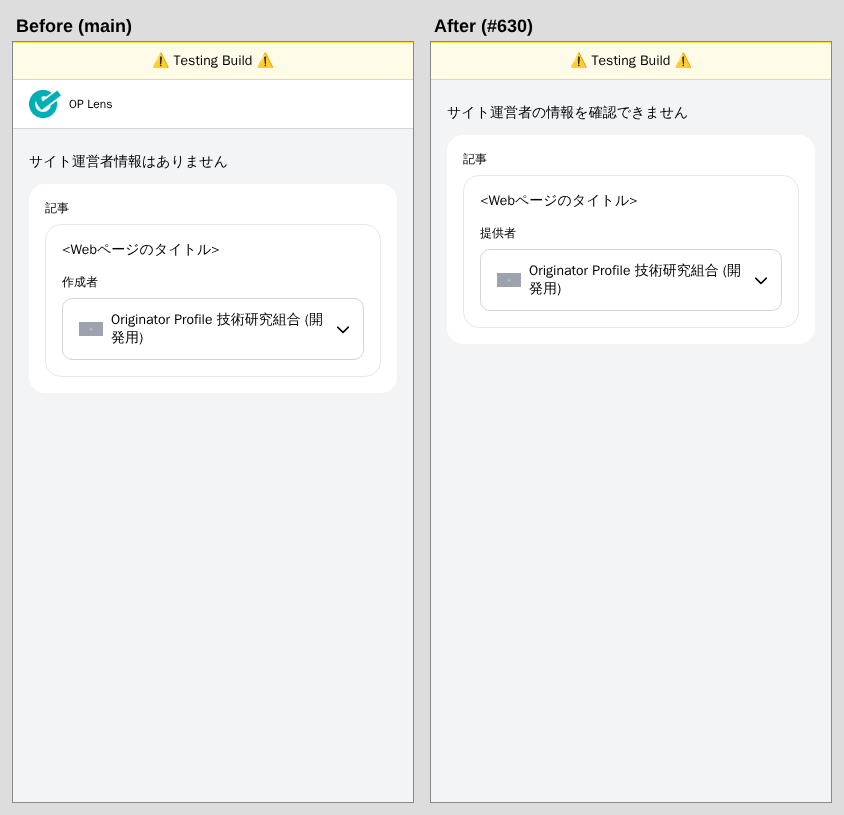 Before (main)
⚠️ Testing Build ⚠️
OP Lens
サイト運営者情報はありません
記事
<Webページのタイトル>
作成者
Originator Profile 技術研究組合 (開
発用)
After (#630)
⚠️ Testing Build ⚠️
サイト運営者の情報を確認できません
記事
<Webページのタイトル>
提供者
Originator Profile 技術研究組合 (開
発用)